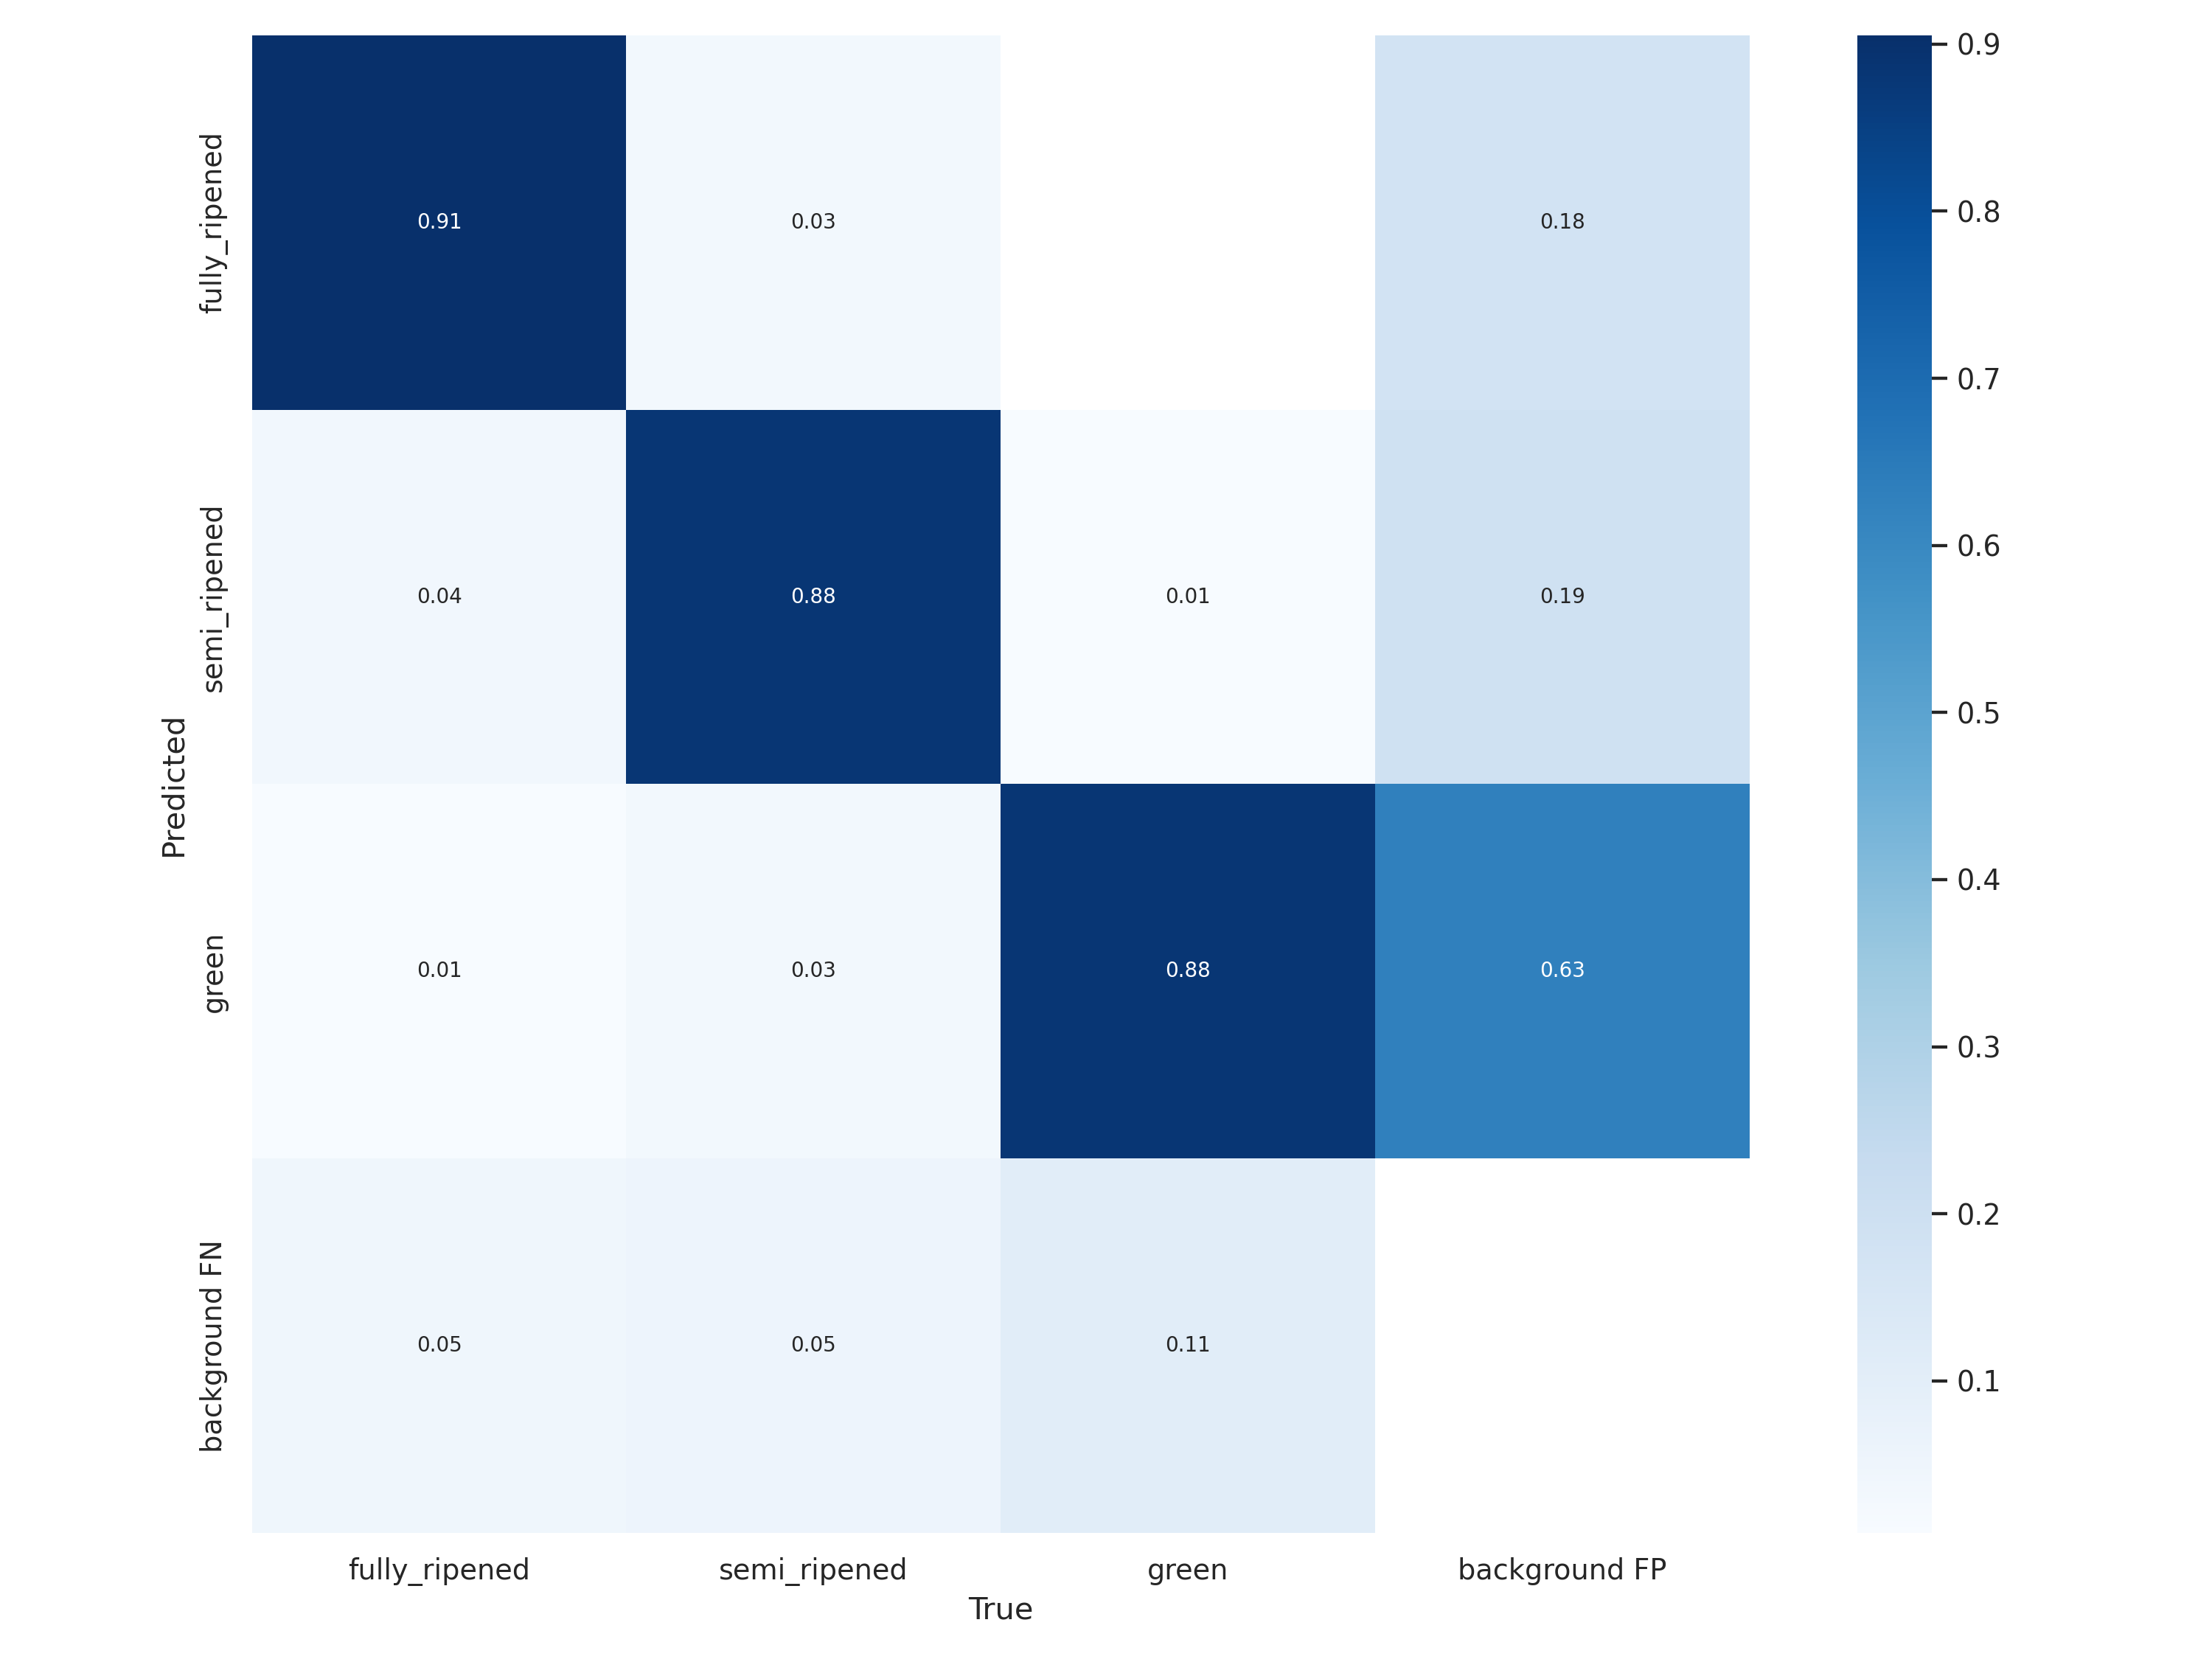 Predicted
fully_ripened
semi_ripened
green
background FN
0.91
0.03
0.18
0.04
0.88
0.01
0.19
0.01
0.03
0.88
0.63
0.05
0.05
0.11
fully_ripened
semi_ripened
green
background FP
True
0.9
0.8
0.7
0.6
0.5
0.4
0.3
0.2
0.1